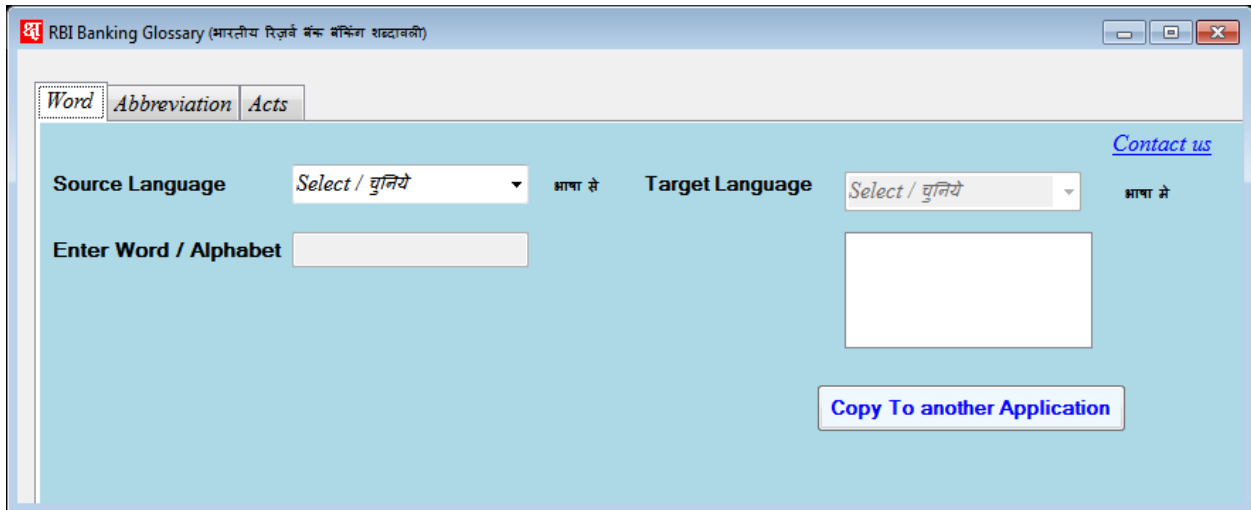 क्ष RBI Banking Glossary (भारतीय रिज़र्व बैंक बैंकिंग शब्दावली)
Word Abbreviation Acts
Contact us
Source Language Select / चुनिये भाषा से Target Language Select / चुनिये भाषा मे
Enter Word / Alphabet
Copy To another Application